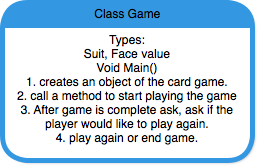 Class Game
Types:
Suit, Face value
Void Main()
1. creates an object of the card game.
2. call a method to start playing the game
3. After game is complete ask, ask if the
player would like to play again.
4. play again or end game.